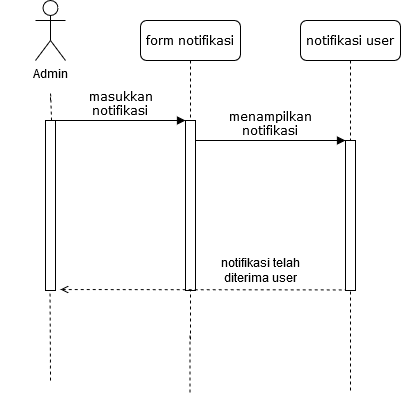 form notifikasi
notifikasi user
Admin
masukkan
notifikasi
menampilkan
notifikasi
notifikasi telah
diterima user